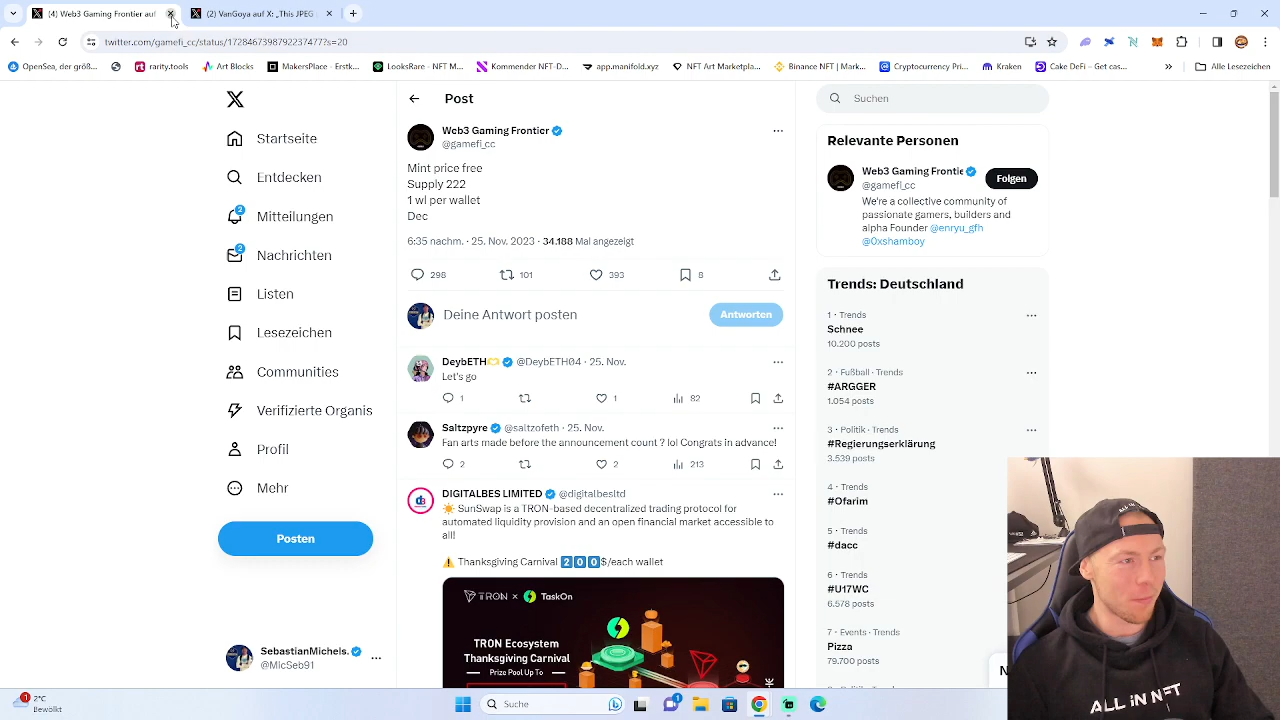 (4) Web3 Gaming Frontier auf
(2) VanGoya auf X: „This JPEG
twitter.com/gamefi_cc/status/1728467398792237477?s=20
OpenSea, der größ...
rarity.tools
Art Blocks
MakersPlace - Erstk...
LooksRare - NFT M...
Kommender NFT-D...
app.manifold.xyz
NFT Art Marketpla...
Binance NFT | Mark...
Cryptocurrency Pri...
Kraken
Cake DeFi – Get cas...
»
Alle Lesezeichen
Startseite
Entdecken
2
Mitteilungen
2
Nachrichten
Listen
Lesezeichen
Communities
Verifizierte Organis
Profil
Mehr
Posten
SebastianMichels.
@MicSeb81
Post
Web3 Gaming Frontier
@gamefi_cc
Mint price free
Supply 222
1 wl per wallet
Dec
6:35 nachm. · 25. Nov. 2023 · 34.188 Mal angezeigt
298 101 393 8
Deine Antwort posten
Antworten
DeybETH @DeybETH04 · 25. Nov.
Let's go
1 1 82
Saltzpyre @saltzofeth · 25. Nov.
Fan arts made before the announcement count ? lol Congrats in advance!
2 2 213
DIGITALBES LIMITED @digitalbesltd
SunSwap is a TRON-based decentralized trading protocol for
automated liquidity provision and an open financial market accessible to
all!
Thanksgiving Carnival 200$/each wallet
TRON × TaskOn
TRON Ecosystem
Thanksgiving Carnival
Prize Pool Up To
Suchen
Relevante Personen
Web3 Gaming Frontie
@gamefi_cc
Folgen
We're a collective community of
passionate gamers, builders and
alpha Founder @enryu_gfh
@0xshamboy
Trends: Deutschland
1 · Trends
Schnee
10.200 posts
2 · Fußball · Trends
#ARGGER
1.054 posts
3 · Politik · Trends
#Regierungserklärung
3.539 posts
4 · Trends
#Ofarim
5 · Trends
#dacc
6 · Trends
#U17WC
6.578 posts
7 · Events · Trends
Pizza
79.700 posts
N
ALL iN
ALL iN NFT
1
2°C
Bewölkt
Suche
1